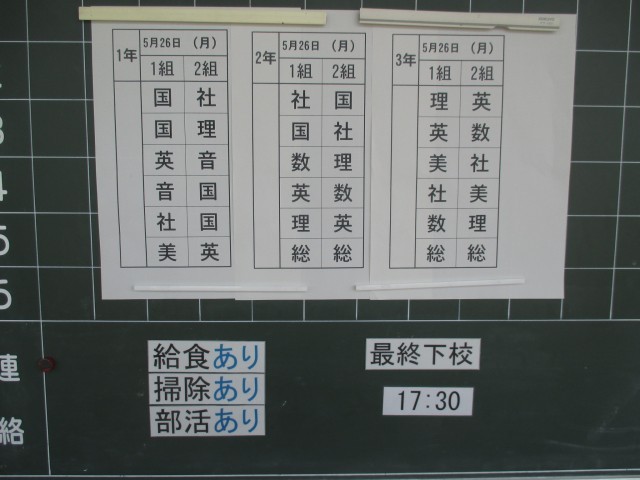 1年 5月26日 (月)
1組 2組
国 社
国 理
英 音
音 国
社 国
美 英
2年 5月26日 (月)
1組 2組
社 国
国 社
数 理
英 数
理 英
総 総
3年 5月26日 (月)
1組 2組
理 英
英 数
美 社
社 美
数 理
総 総
3
4
5
5
連
絡
給食あり
掃除あり
部活あり
最終下校
17:30